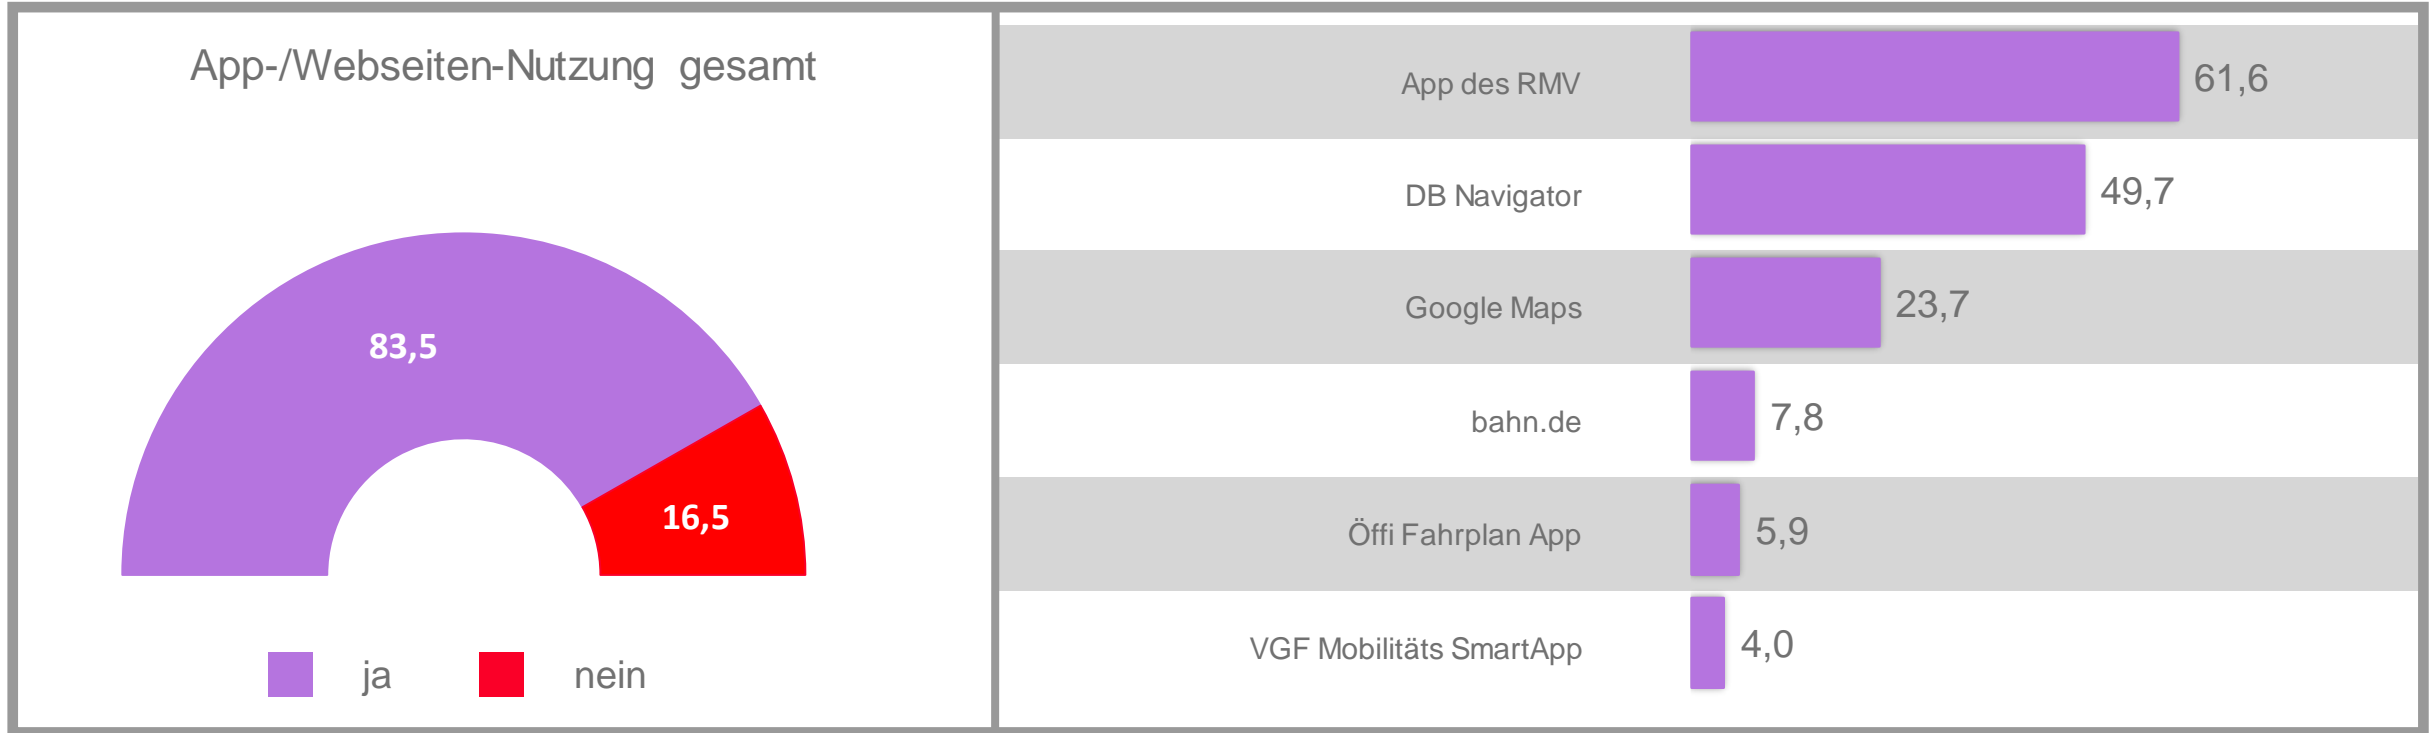 App-/Webseiten-Nutzung gesamt
83,5
16,5
ja
nein
App des RMV
61,6
DB Navigator
49,7
Google Maps
23,7
bahn.de
7,8
Öffi Fahrplan App
5,9
VGF Mobilitäts SmartApp
4,0